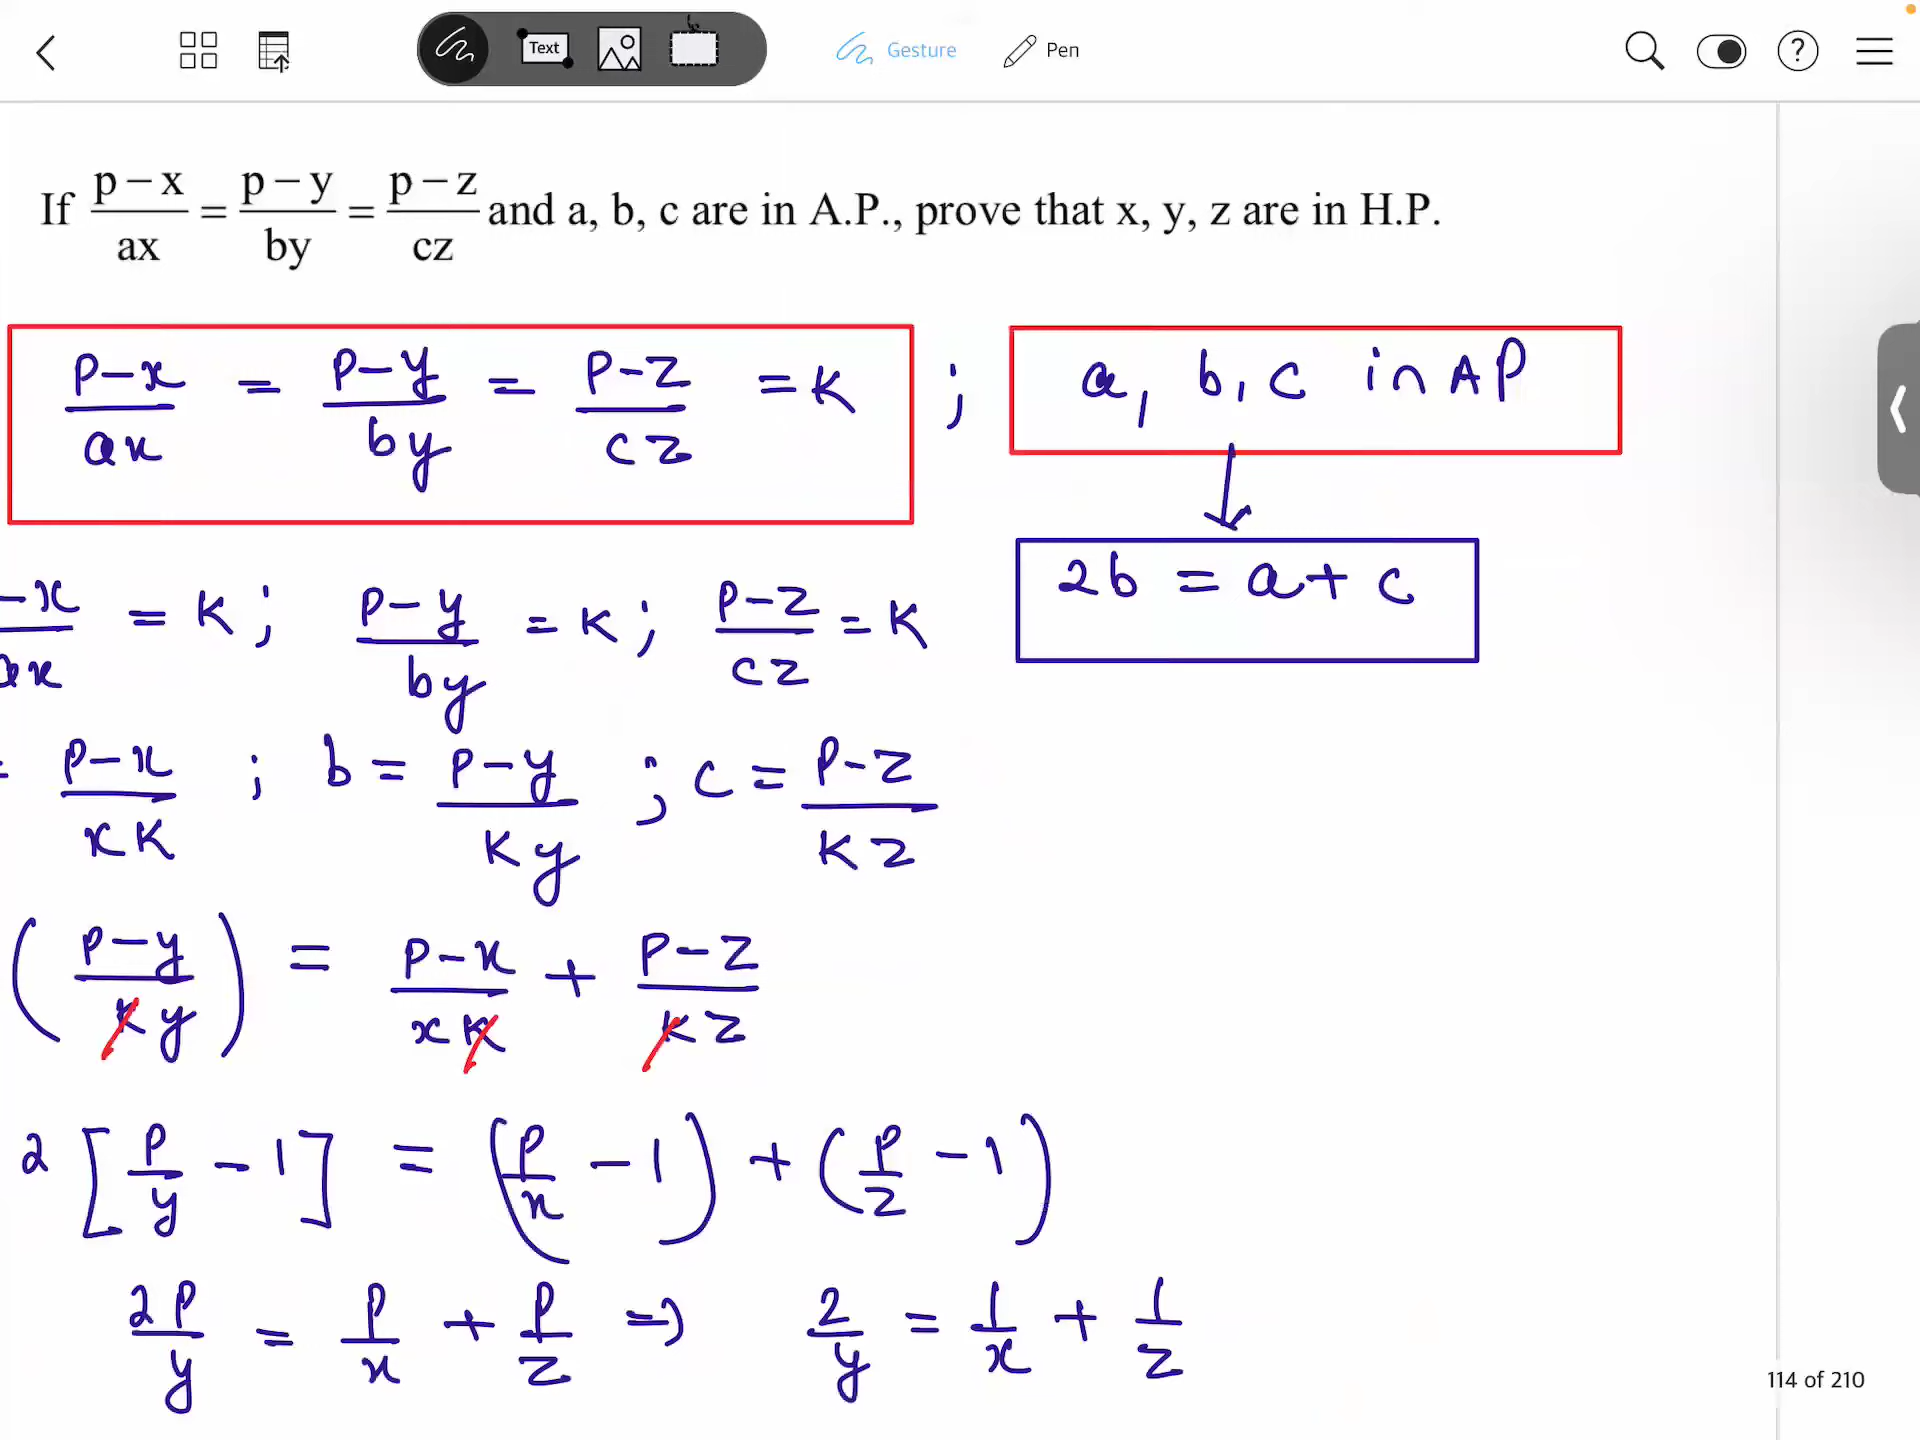 Text Gesture Pen
If (p – x)/(ax) = (p – y)/(by) = (p – z)/(cz) and a, b, c are in A.P., prove that x, y, z are in H.P.
(P–x)/(ax) = (P–y)/(by) = (P–z)/(cz) = K ; a, b, c in AP
2b = a + c
–x/ax = K ; (P–y)/(by) = K ; (P–z)/(cz) = K
= (P–x)/(xK) ; b = (P–y)/(Ky) ; c = (P–z)/(Kz)
((P–y)/(Ky)) = (P–x)/(xK) + (P–z)/(Kz)
2 [P/y – 1] = (P/x – 1) + (P/z – 1)
2P/y = P/x + P/z ⇒ 2/y = 1/x + 1/z
114 of 210